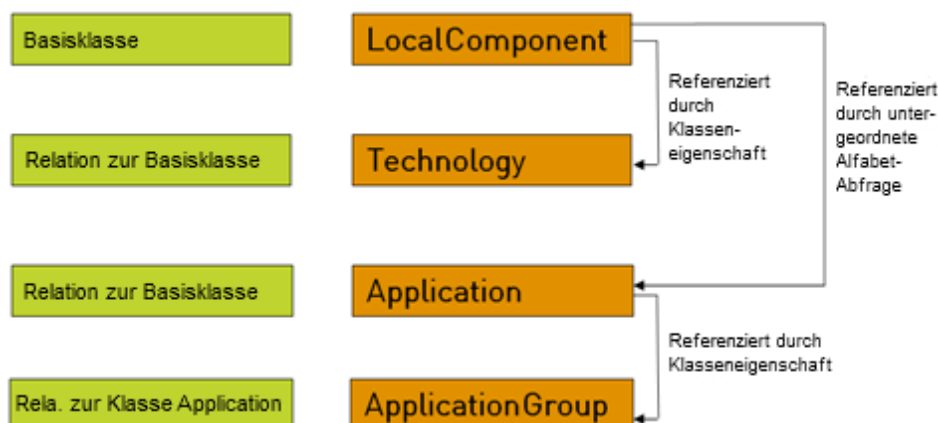 Basisklasse
LocalComponent
Referenziert
durch
Klassen-
eigenschaft
Referenziert
durch unter-
geordnete
Alfabet-
Abfrage
Relation zur Basisklasse
Technology
Relation zur Basisklasse
Application
Referenziert durch
Klasseneigenschaft
Rela. zur Klasse Application
ApplicationGroup